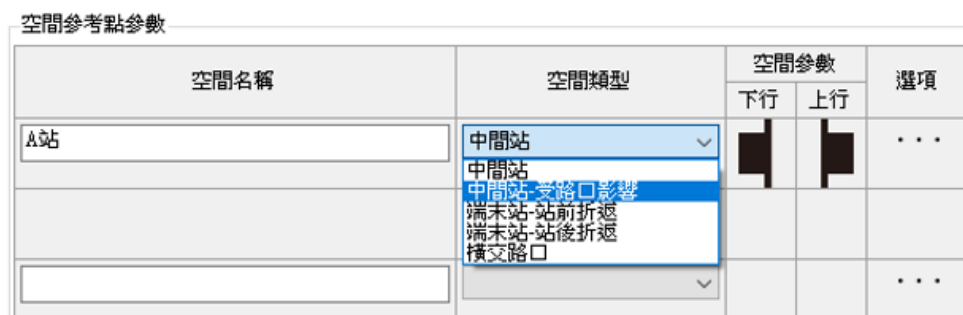 空間參考點參數
空間名稱 空間類型 空間參數 選項
下行 上行
A站 中間站 ...
中間站
中間站-受路口影響
端末站-站前折返
端末站-站後折返
橫交路口
...